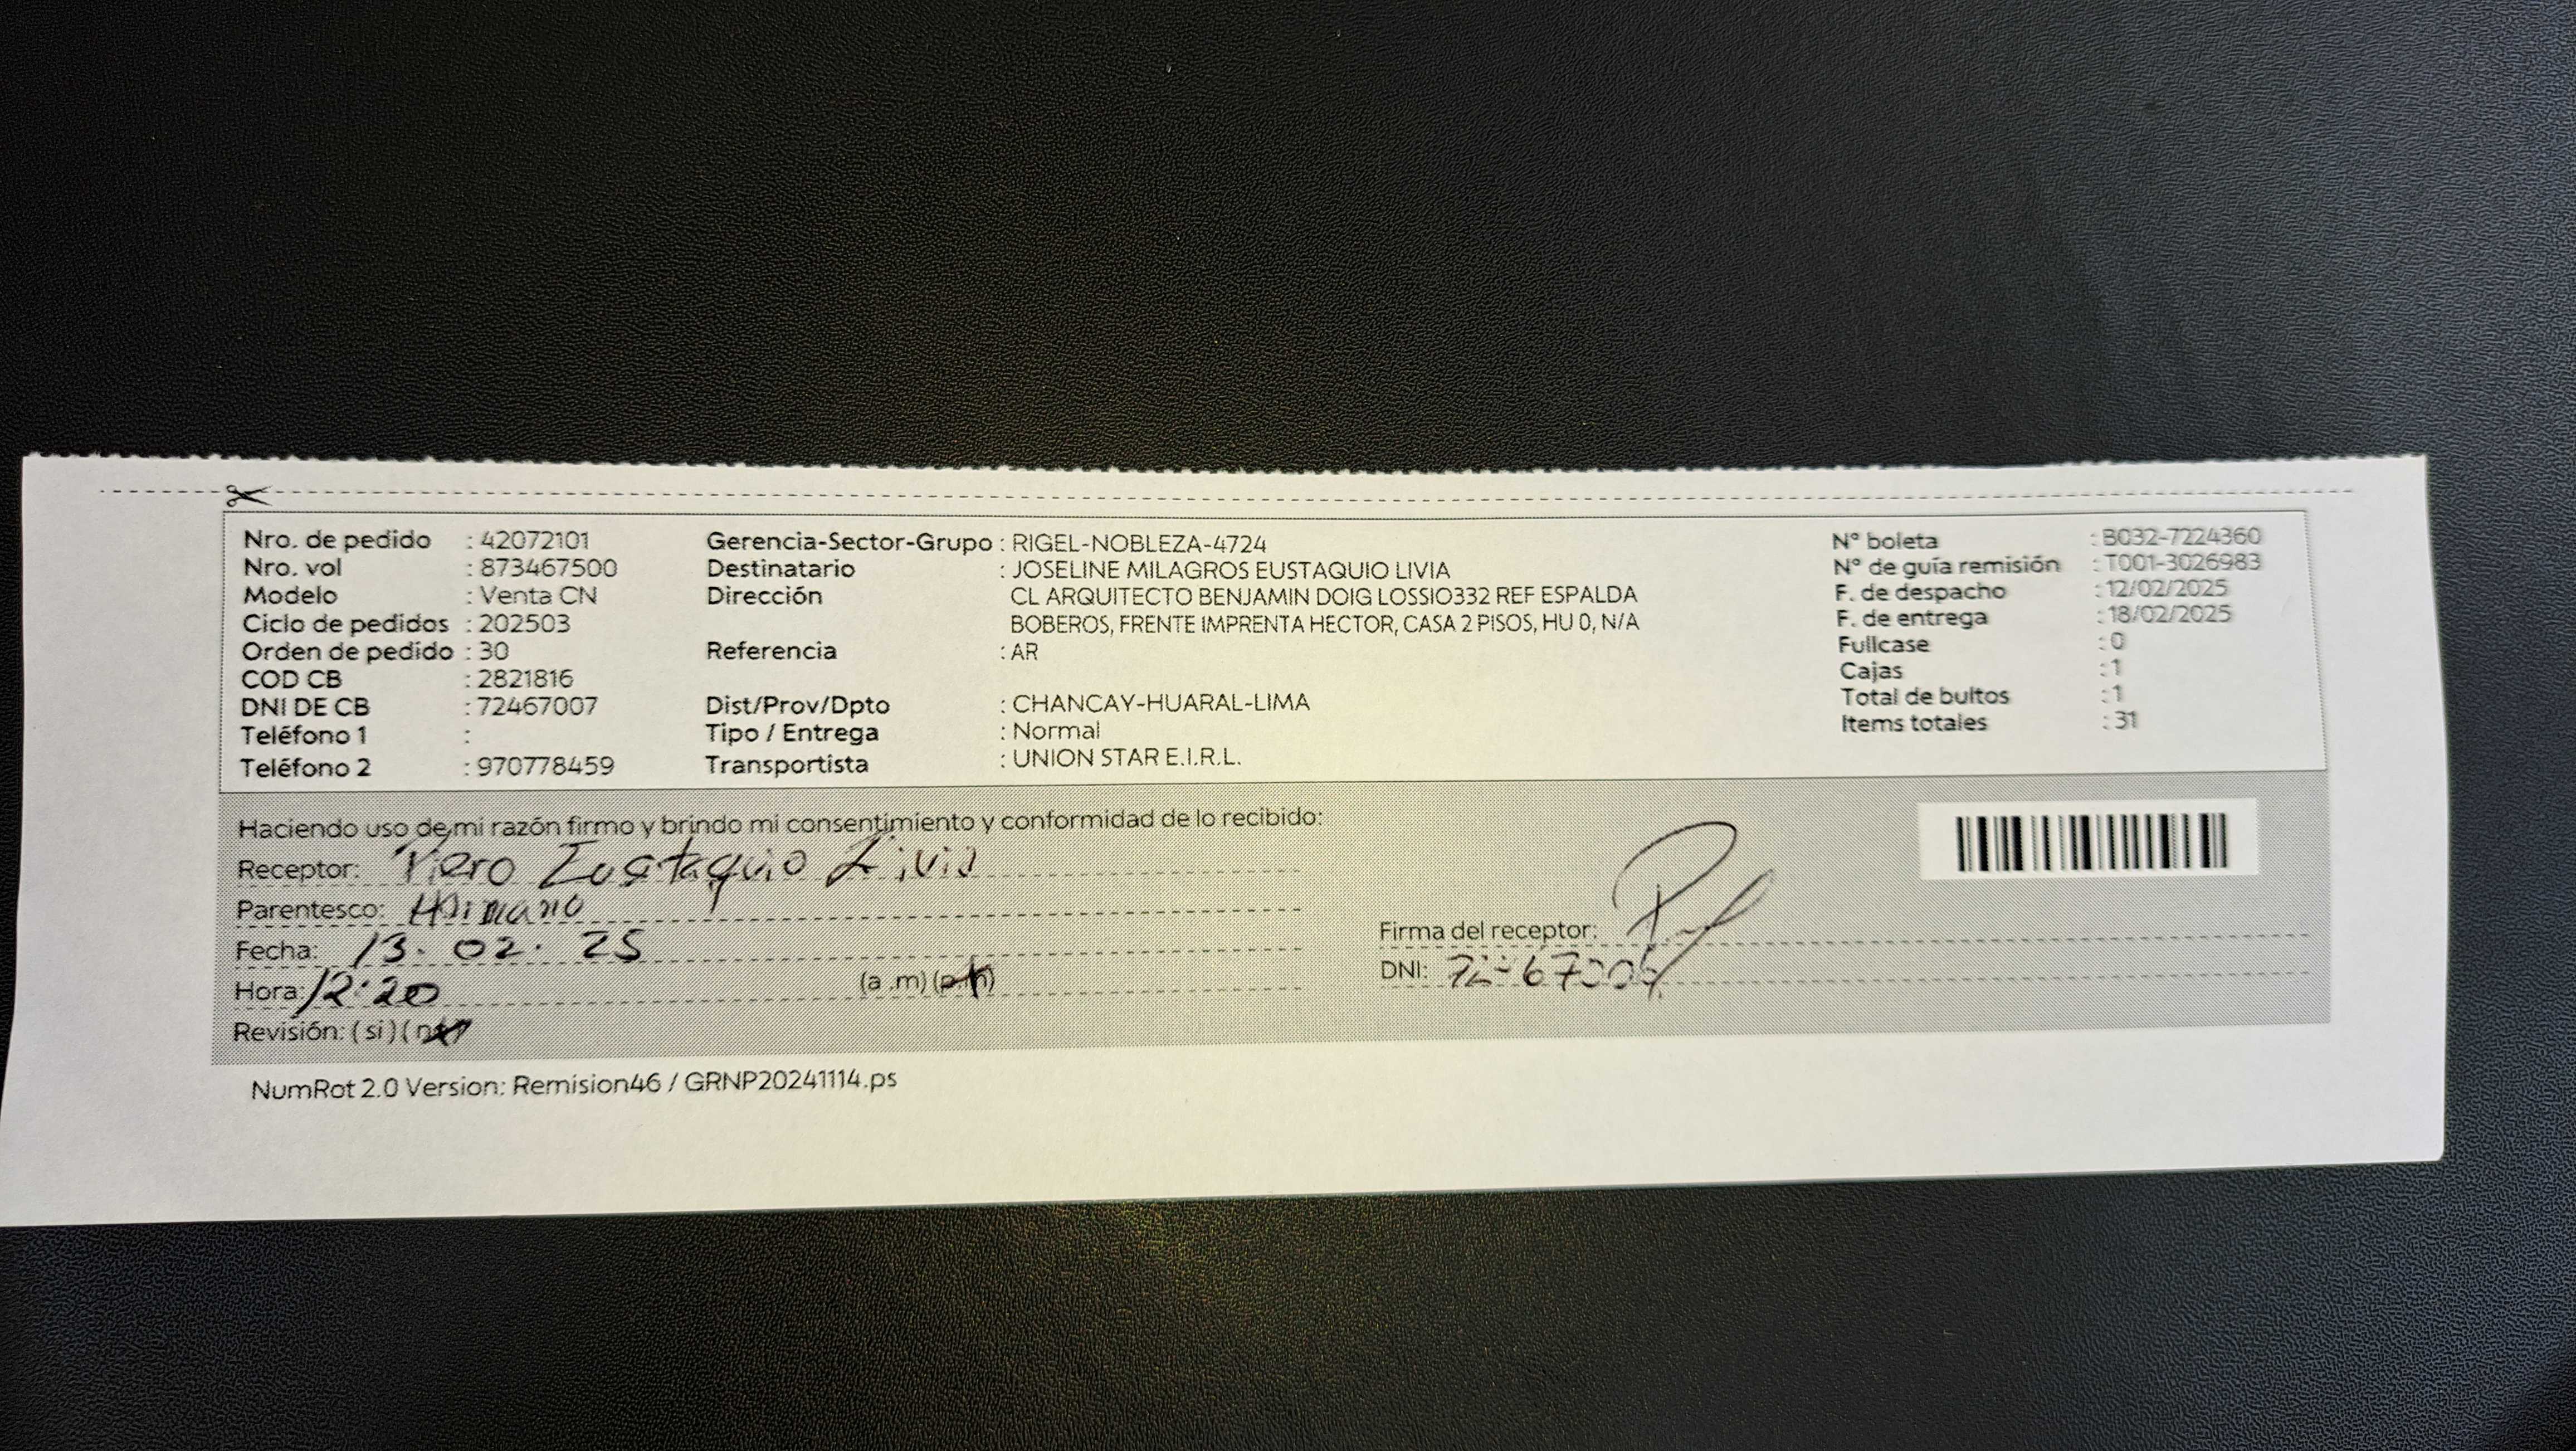 Nro. de pedido : 42072101
Nro. vol : 873467500
Modelo : Venta CN
Ciclo de pedidos : 202503
Orden de pedido : 30
COD CB : 2821816
DNI DE CB : 72467007
Teléfono 1 :
Teléfono 2 : 970778459
Gerencia-Sector-Grupo : RIGEL-NOBLEZA-4724
Destinatario : JOSELINE MILAGROS EUSTAQUIO LIVIA
Dirección CL ARQUITECTO BENJAMIN DOIG LOSSIO332 REF ESPALDA
BOBEROS, FRENTE IMPRENTA HECTOR, CASA 2 PISOS, HU 0, N/A
Referencia : AR
Dist/Prov/Dpto : CHANCAY-HUARAL-LIMA
Tipo / Entrega : Normal
Transportista : UNION STAR E.I.R.L.
N° boleta : B032-7224360
N° de guía remisión : T001-3026983
F. de despacho : 12/02/2025
F. de entrega : 18/02/2025
Fullcase : 0
Cajas : 1
Total de bultos : 1
Items totales : 31
Haciendo uso de mi razón firmo y brindo mi consentimiento y conformidad de lo recibido:
Receptor: Piero Eustaquio Livia
Parentesco:
Fecha: 13.02.25
Hora: 12:20 (a .m) (p.m)
Revisión: ( si ) ( no )
Firma del receptor:
DNI:
NumRot 2.0 Version: Remision46 / GRNP20241114.ps